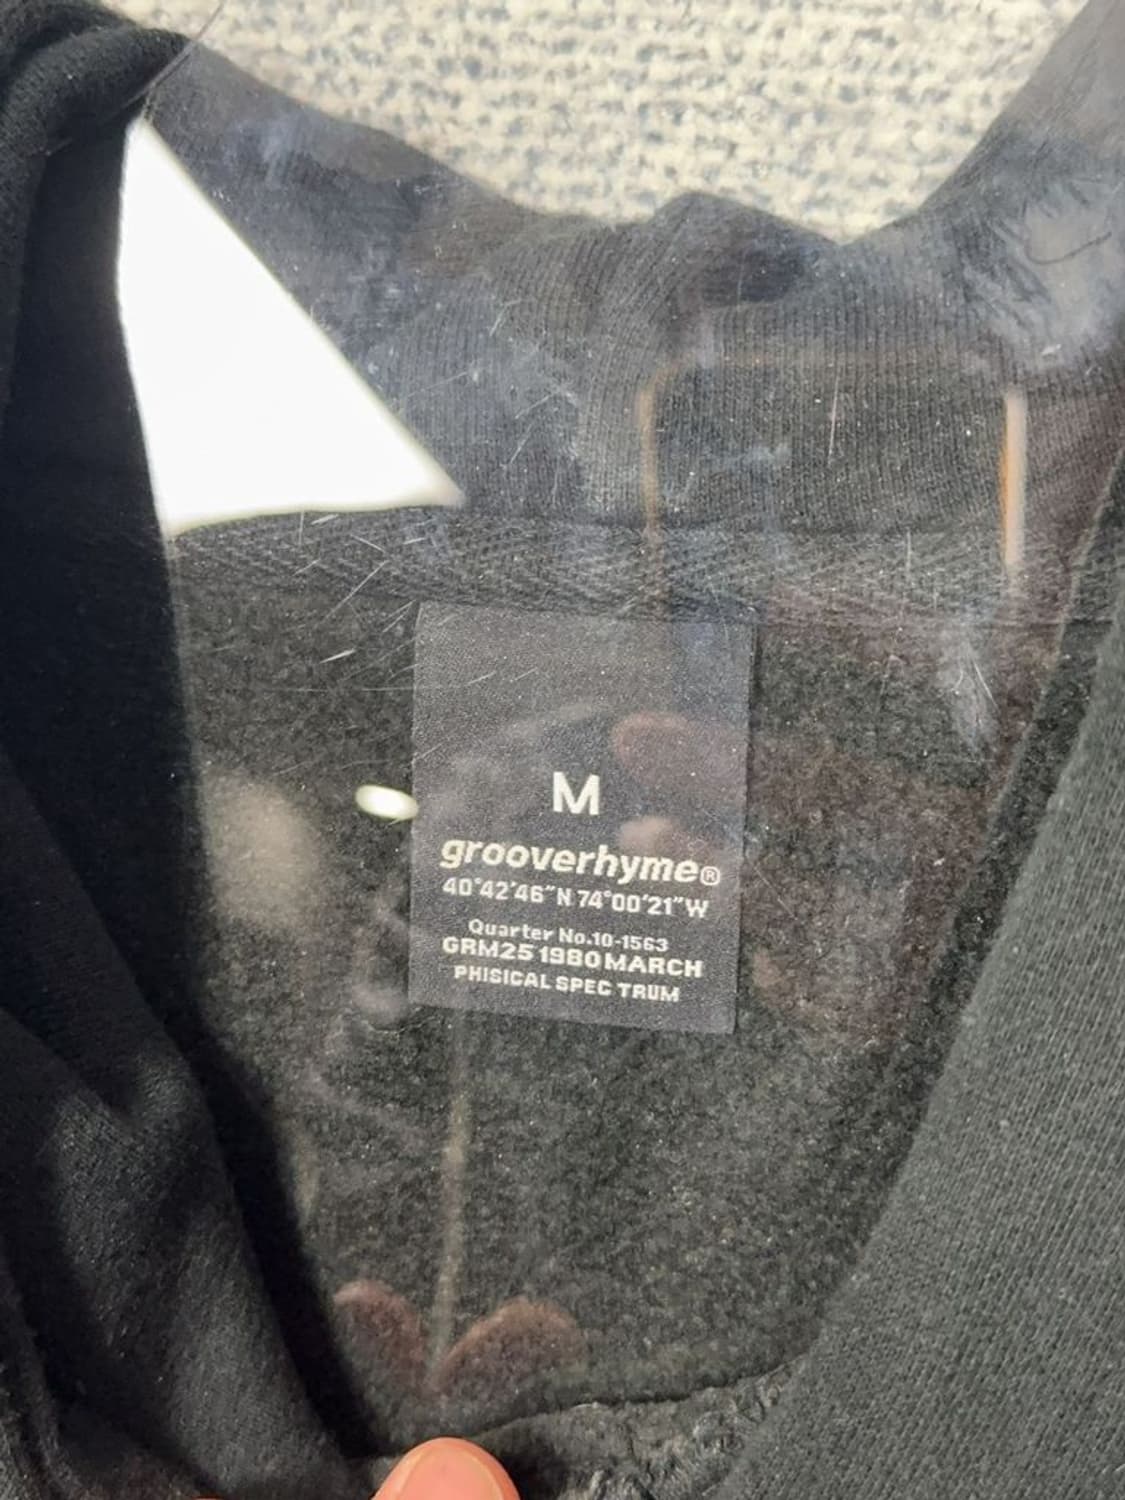 M
grooverhyme®
40°42'46"N 74°00'21"W
Quarter No.10-1563
GRM25 1980 MARCH
PHISICAL SPEC TRUM